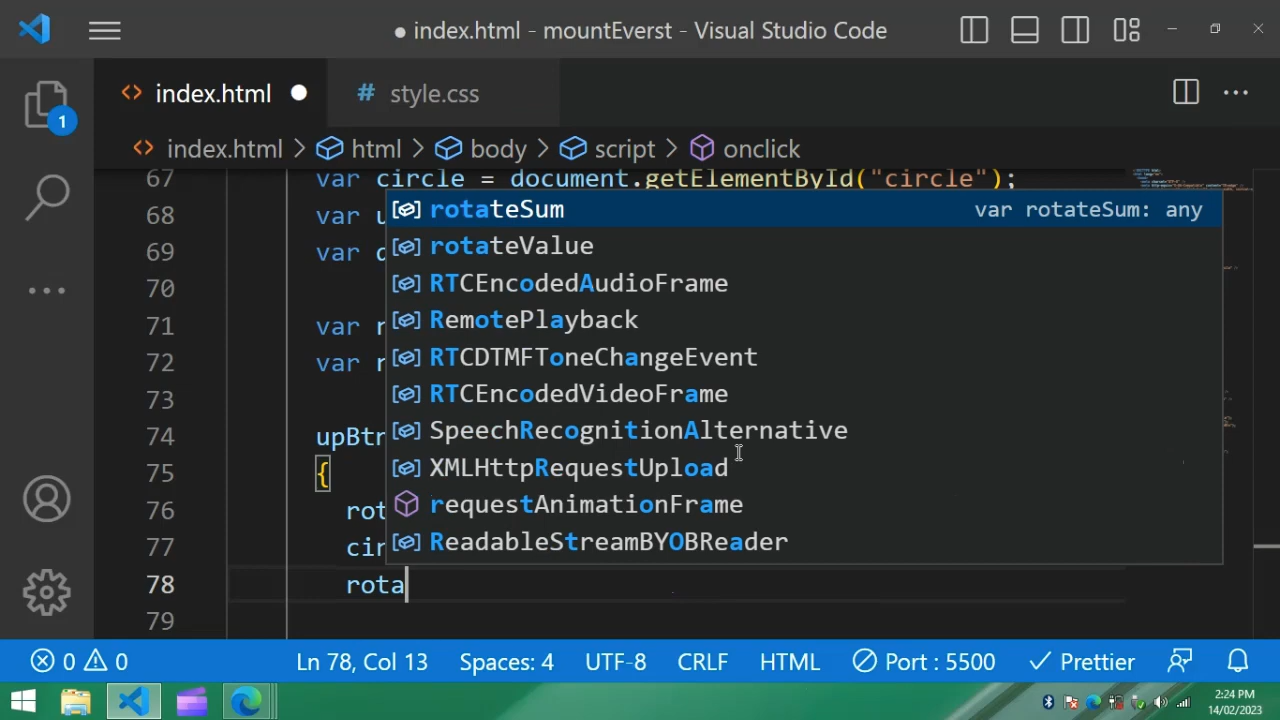 ● index.html - mountEverst - Visual Studio Code
1
<> index.html ●
# style.css
<> index.html > html > body > script > onclick
67 var circle = document.getElementById("circle");
68 var u
69 var d
70
71 var r
72 var r
73
74 upBtn
75 {
76 rot
77 cir
78 rota
79
rotateSum var rotateSum: any
rotateValue
RTCEncodedAudioFrame
RemotePlayback
RTCDTMFToneChangeEvent
RTCEncodedVideoFrame
SpeechRecognitionAlternative
XMLHttpRequestUpload
requestAnimationFrame
ReadableStreamBYOBReader
0 0 Ln 78, Col 13 Spaces: 4 UTF-8 CRLF HTML Port : 5500 Prettier
2:24 PM
14/02/2023